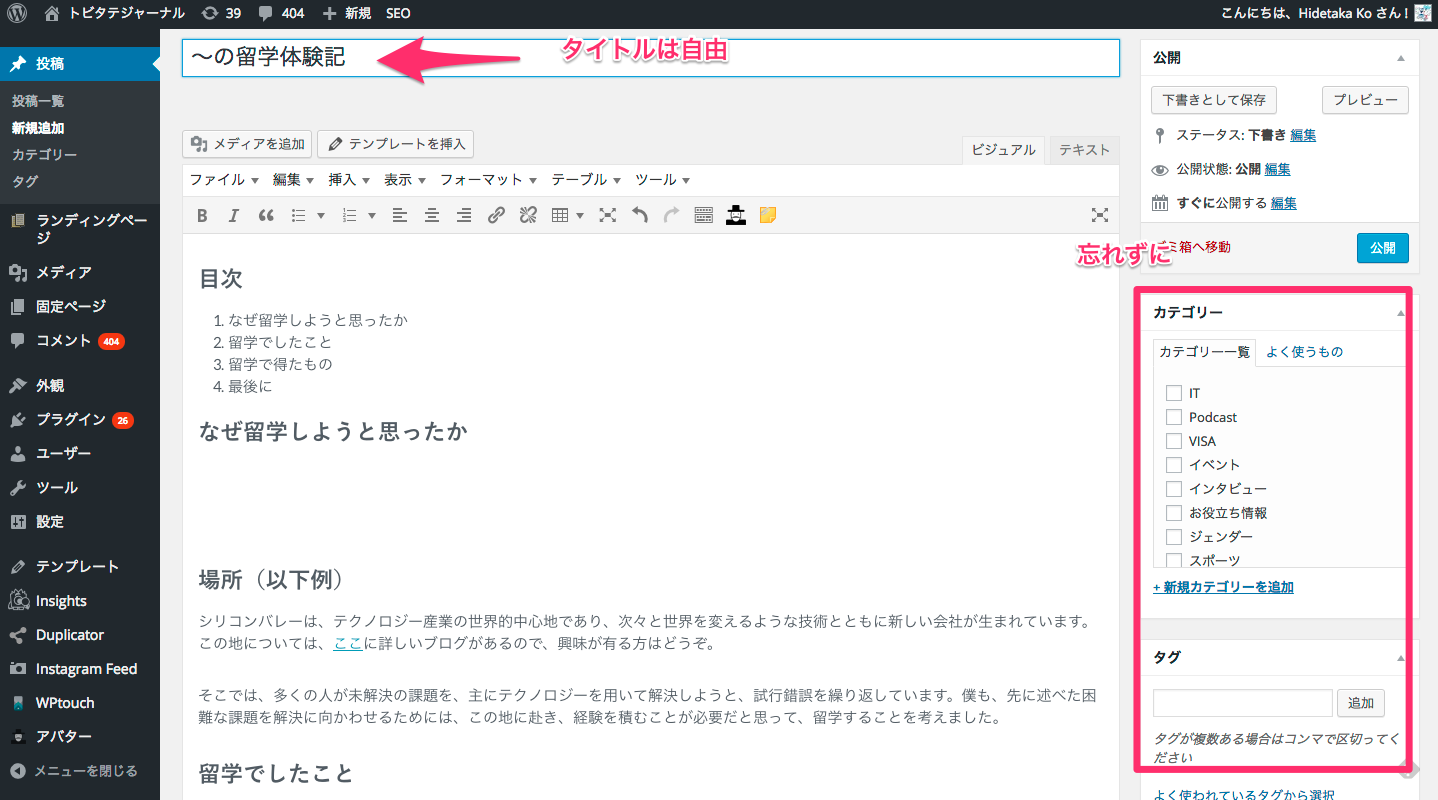 トビタテジャーナル 39 404 新規 SEO こんにちは、Hidetaka Ko さん !
投稿
投稿一覧
新規追加
カテゴリー
タグ
ランディングペー
ジ
メディア
固定ページ
コメント 404
外観
プラグイン 26
ユーザー
ツール
設定
テンプレート
Insights
Duplicator
Instagram Feed
WPtouch
アバター
メニューを閉じる
〜の留学体験記
タイトルは自由
メディアを追加 テンプレートを挿入
ビジュアル テキスト
ファイル 編集 挿入 表示 フォーマット テーブル ツール
目次
1. なぜ留学しようと思ったか
2. 留学でしたこと
3. 留学で得たもの
4. 最後に
なぜ留学しようと思ったか
場所（以下例）
シリコンバレーは、テクノロジー産業の世界的中心地であり、次々と世界を変えるような技術とともに新しい会社が生まれています。
この地については、ここに詳しいブログがあるので、興味が有る方はどうぞ。
そこでは、多くの人が未解決の課題を、主にテクノロジーを用いて解決しようと、試行錯誤を繰り返しています。僕も、先に述べた困
難な課題を解決に向かわせるためには、この地に赴き、経験を積むことが必要だと思って、留学することを考えました。
留学でしたこと
公開
下書きとして保存 プレビュー
ステータス: 下書き 編集
公開状態: 公開 編集
すぐに公開する 編集
忘れずに
ゴミ箱へ移動 公開
カテゴリー
カテゴリー一覧 よく使うもの
IT
Podcast
VISA
イベント
インタビュー
お役立ち情報
ジェンダー
スポーツ
+ 新規カテゴリーを追加
タグ
追加
タグが複数ある場合はコンマで区切ってく
ださい
よく使われているタグから選択